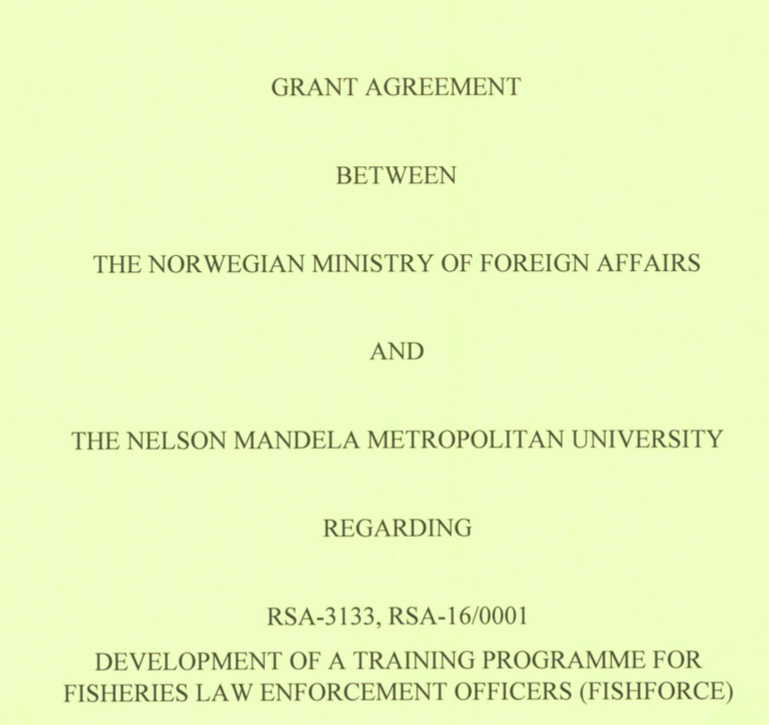 GRANT AGREEMENT
BETWEEN
THE NORWEGIAN MINISTRY OF FOREIGN AFFAIRS
AND
THE NELSON MANDELA METROPOLITAN UNIVERSITY
REGARDING
RSA-3133, RSA-16/0001
DEVELOPMENT OF A TRAINING PROGRAMME FOR
FISHERIES LAW ENFORCEMENT OFFICERS (FISHFORCE)